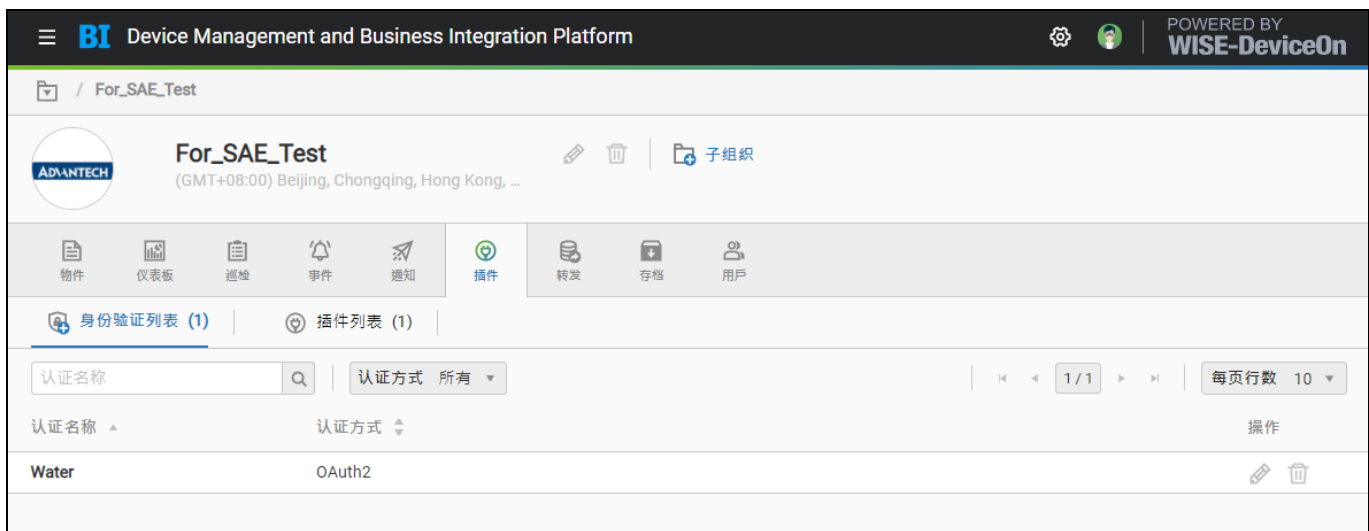 BI Device Management and Business Integration Platform
POWERED BY
WISE-DeviceOn
/ For_SAE_Test
ADVANTECH
For_SAE_Test
子组织
(GMT+08:00) Beijing, Chongqing, Hong Kong, ...
物件 仪表板 巡检 事件 通知 插件 转发 存档 用戶
身份验证列表 (1) 插件列表 (1)
认证名称 认证方式 所有 1 / 1 每页行数 10
认证名称 认证方式 操作
Water OAuth2